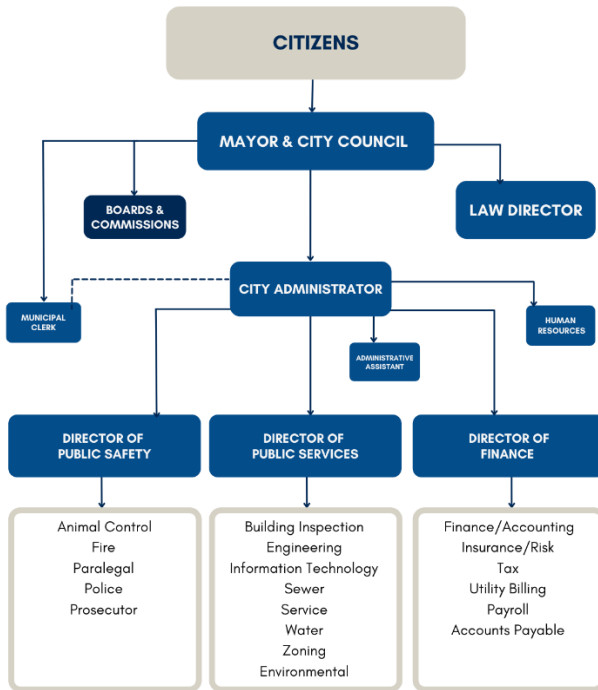 CITIZENS
MAYOR & CITY COUNCIL
BOARDS &
COMMISSIONS
LAW DIRECTOR
CITY ADMINISTRATOR
MUNICIPAL
CLERK
HUMAN
RESOURCES
ADMINISTRATIVE
ASSISTANT
DIRECTOR OF
PUBLIC SAFETY
DIRECTOR OF
PUBLIC SERVICES
DIRECTOR OF
FINANCE
Animal Control
Fire
Paralegal
Police
Prosecutor
Building Inspection
Engineering
Information Technology
Sewer
Service
Water
Zoning
Environmental
Finance/Accounting
Insurance/Risk
Tax
Utility Billing
Payroll
Accounts Payable